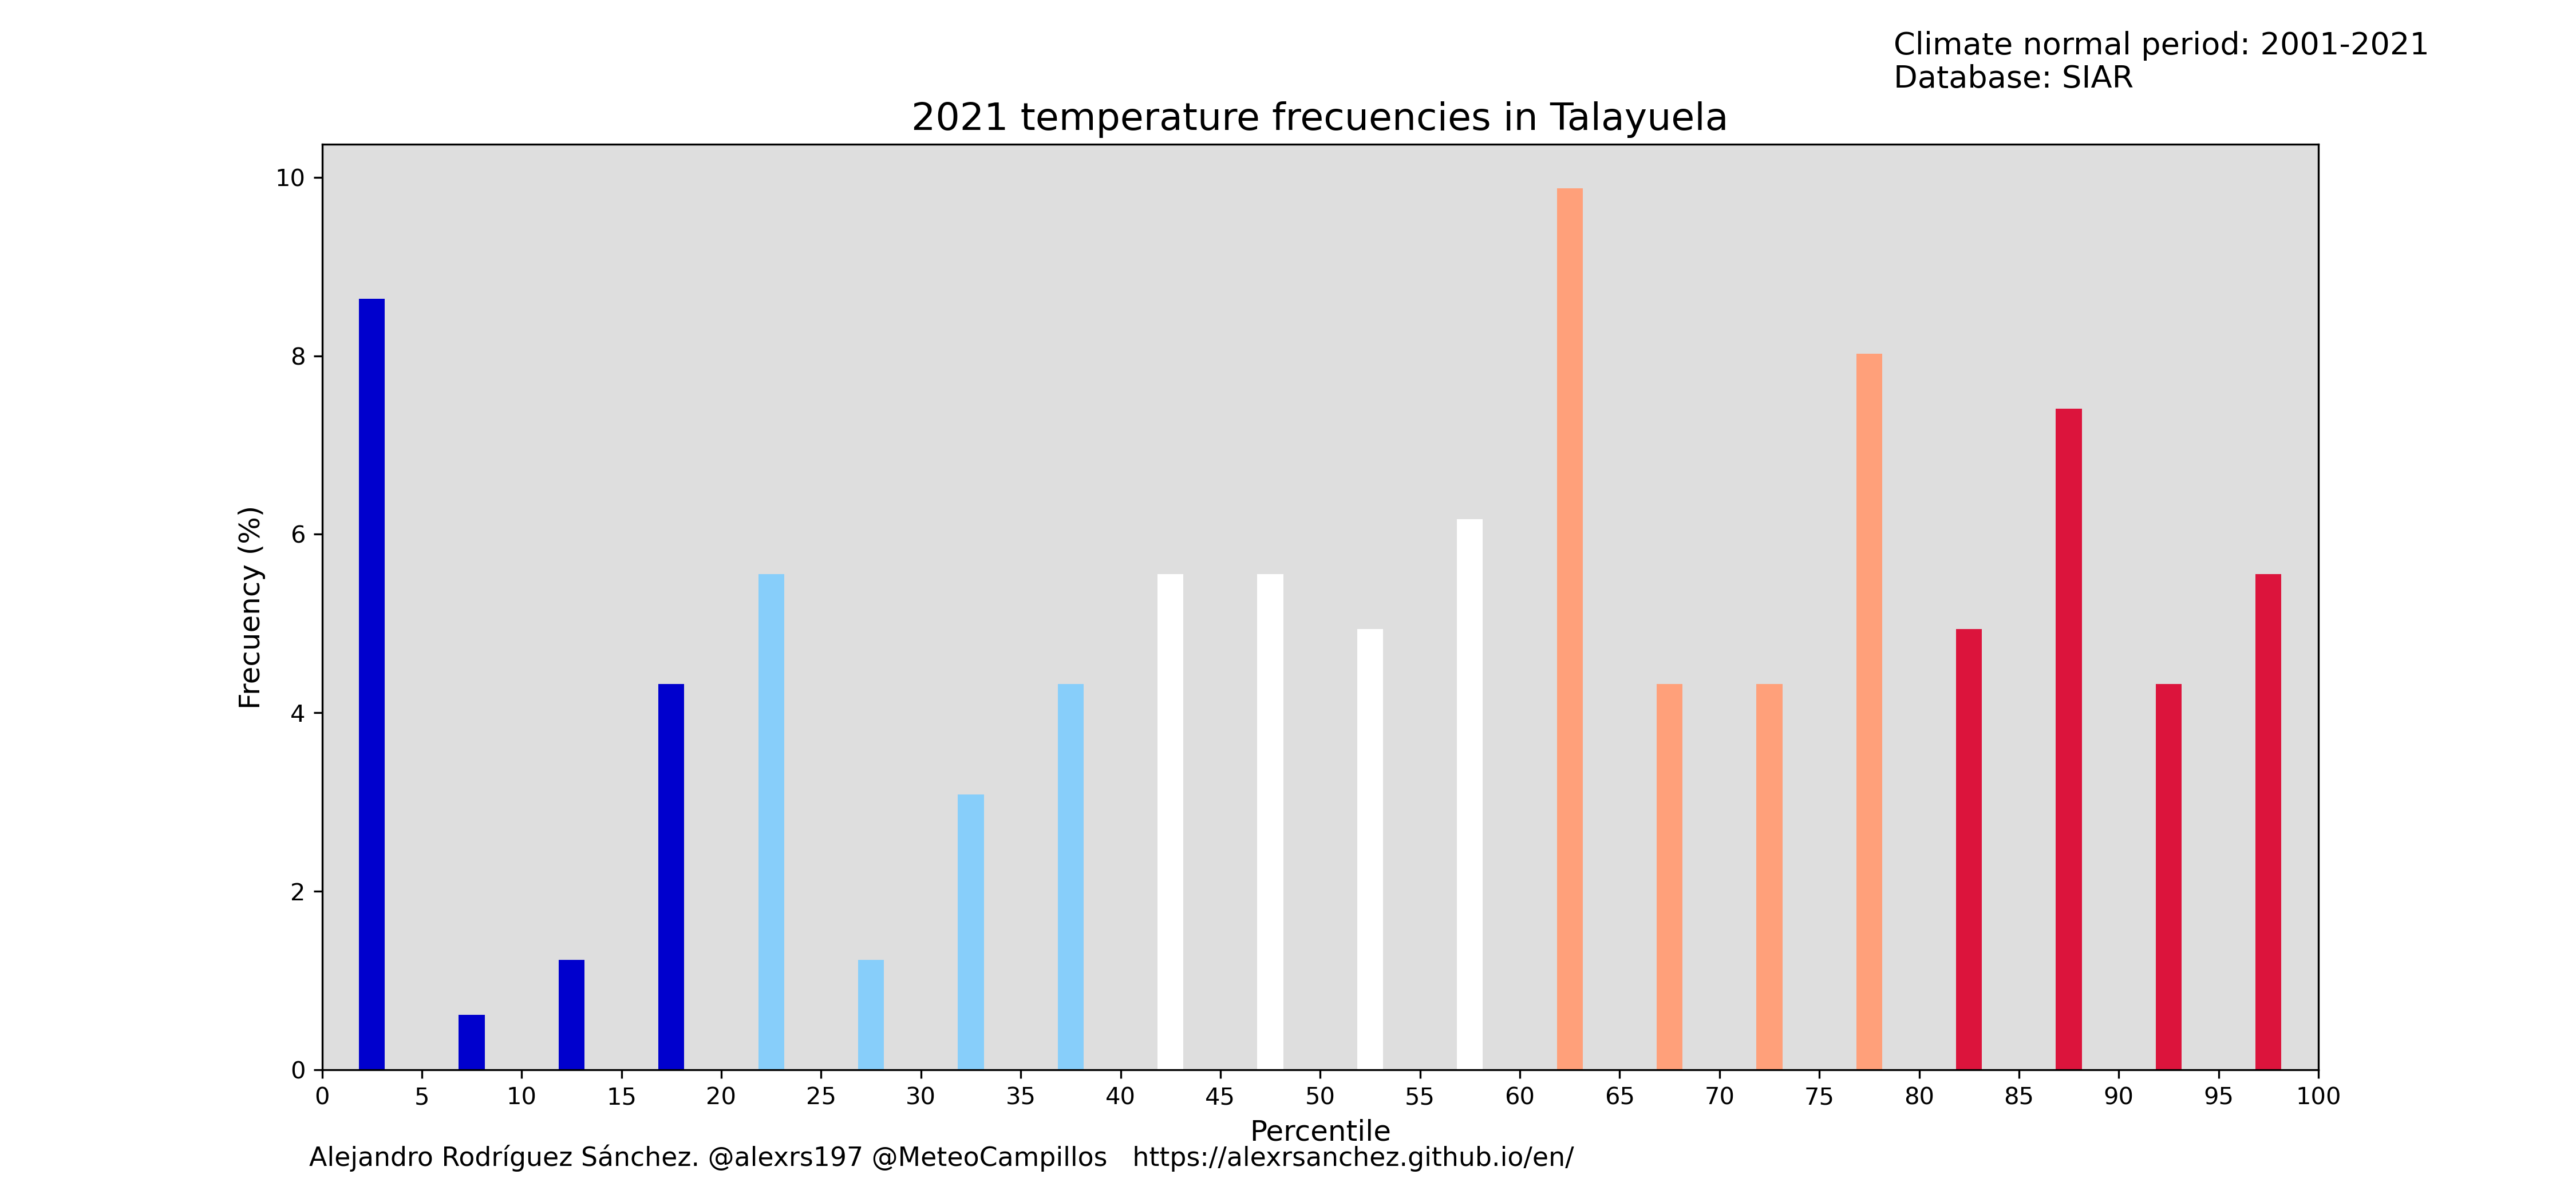 Climate normal period: 2001-2021
Database: SIAR
2021 temperature frecuencies in Talayuela
Frecuency (%)
10
8
6
4
2
0
0 5 10 15 20 25 30 35 40 45 50 55 60 65 70 75 80 85 90 95 100
Percentile
Alejandro Rodríguez Sánchez. @alexrs197 @MeteoCampillos https://alexrsanchez.github.io/en/